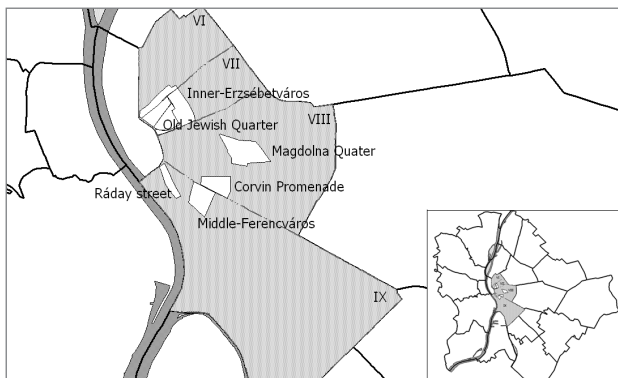 VI
VII
Inner-Erzsébetváros
VIII
Old Jewish Quarter
Magdolna Quater
Corvin Promenade
Ráday street
Middle-Ferencváros
IX